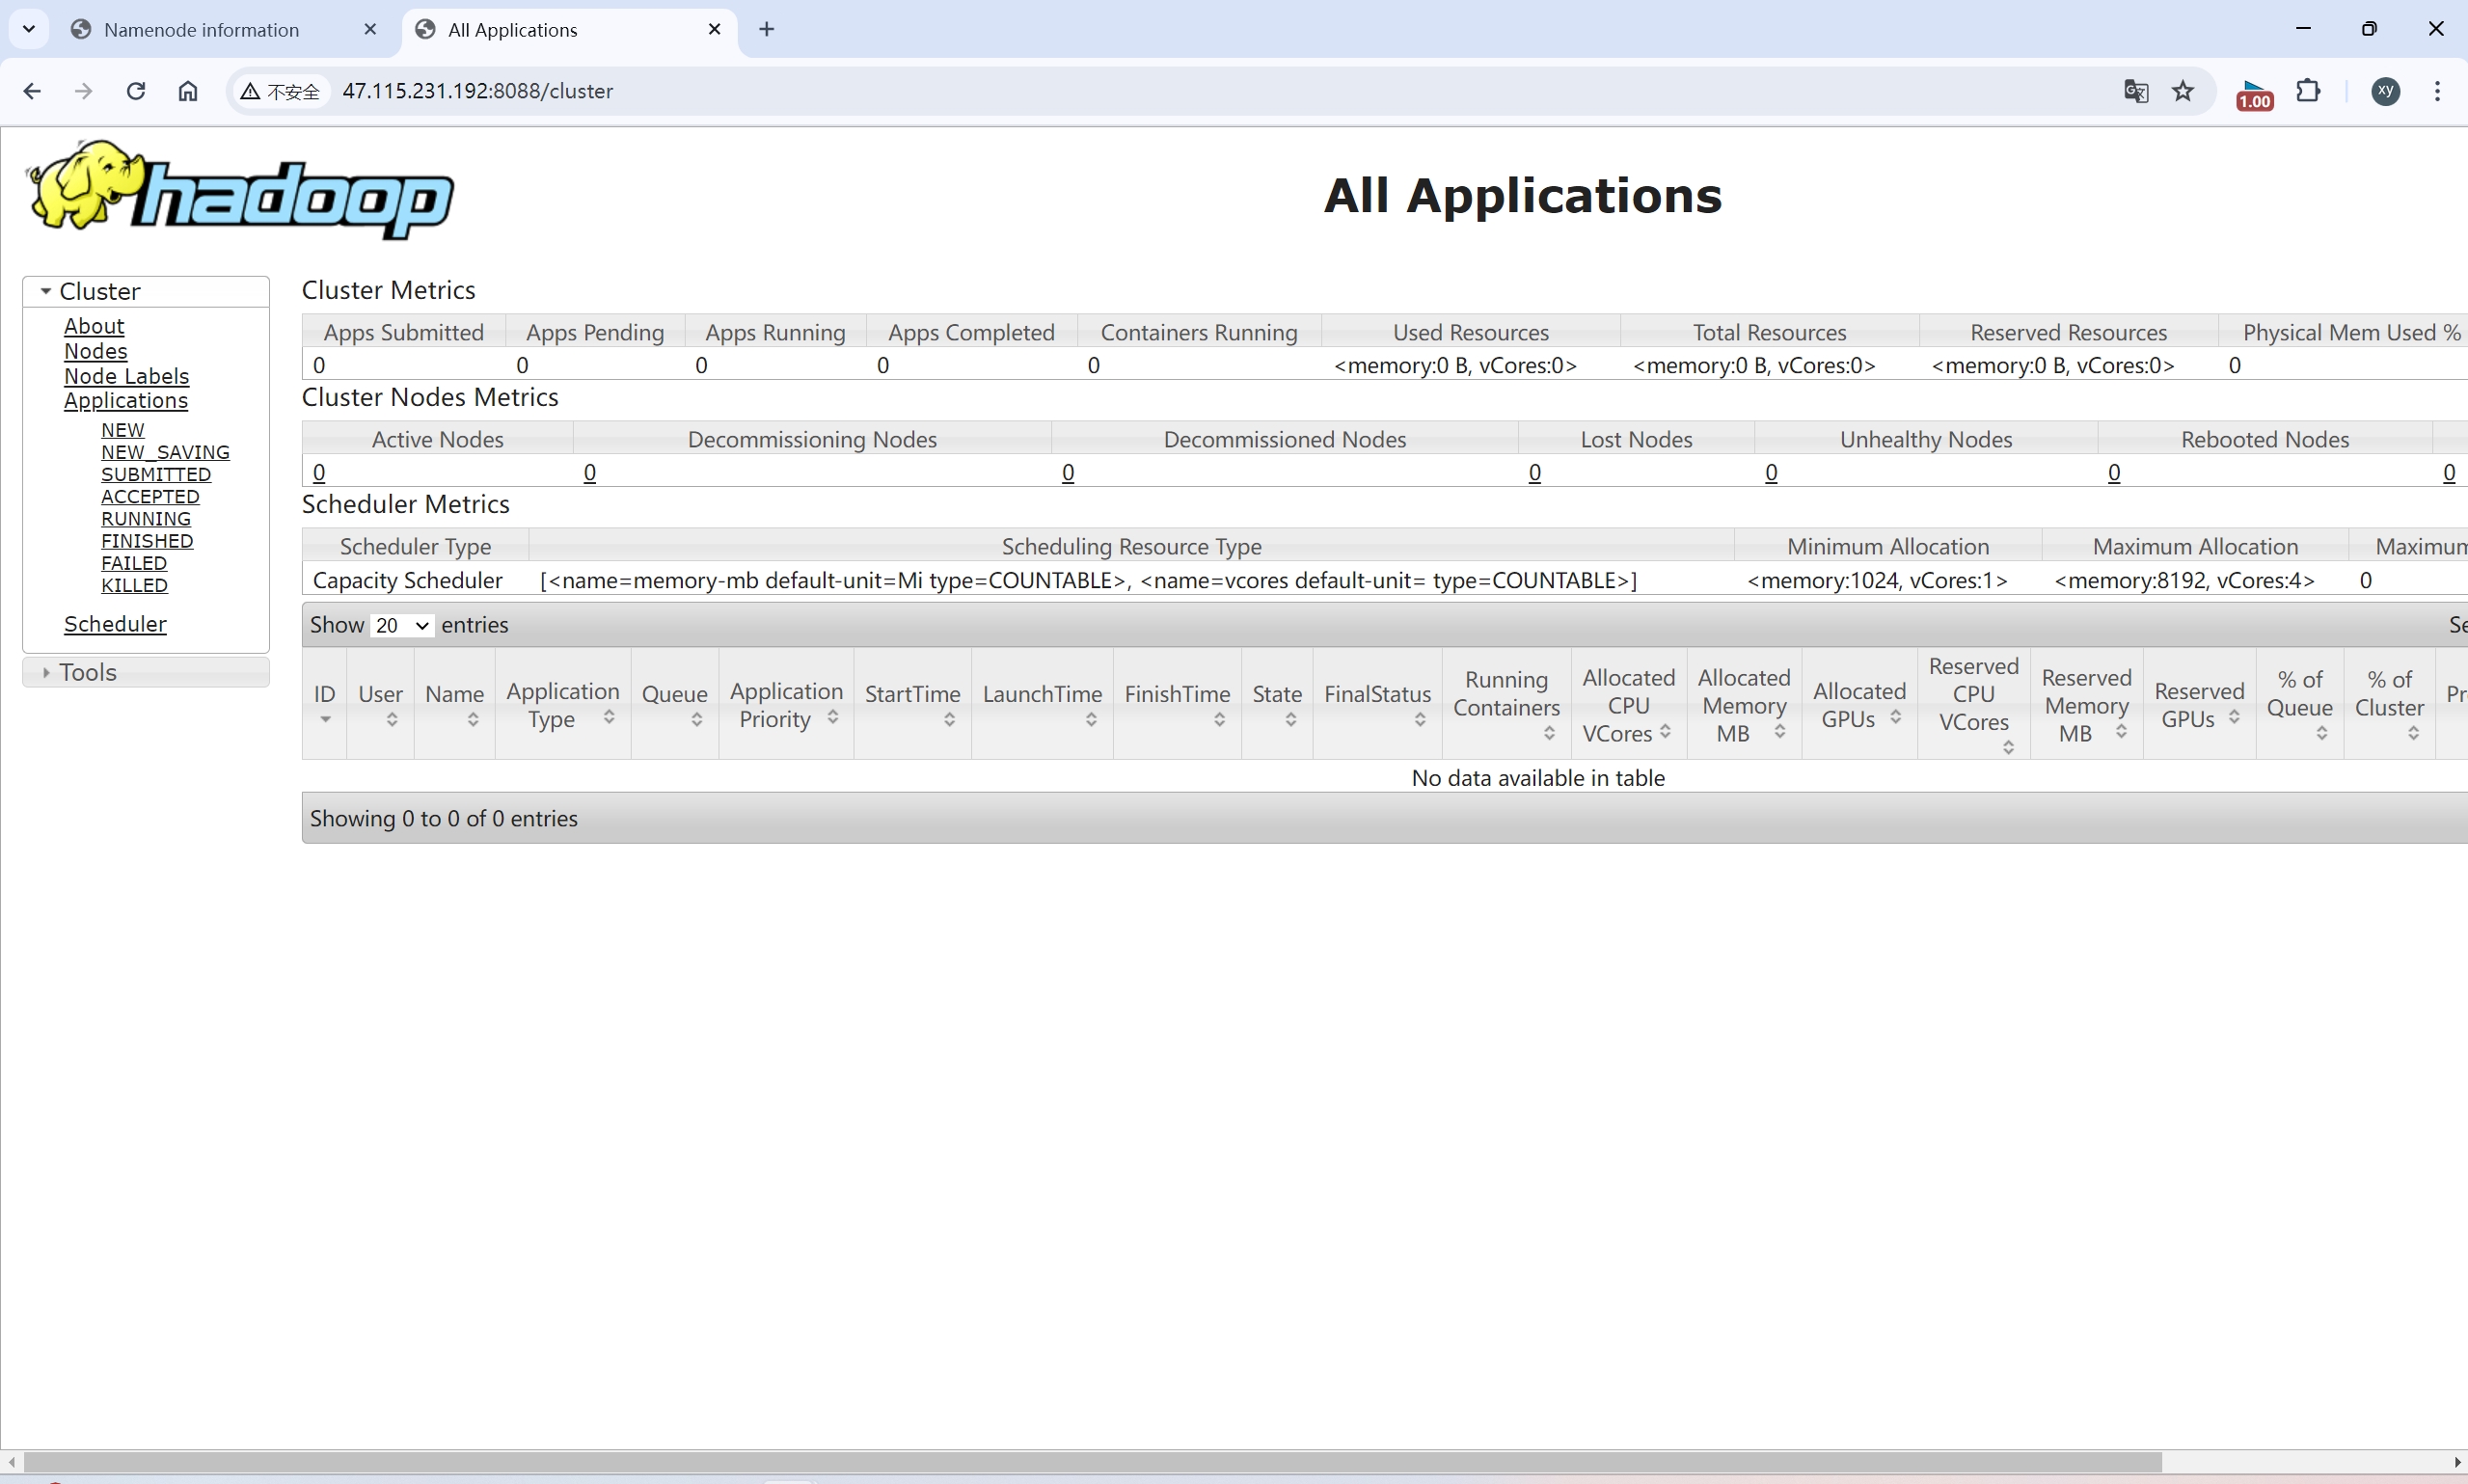 Namenode information
All Applications
不安全 47.115.231.192:8088/cluster
1.00
xy
hadoop
All Applications
Cluster
About
Nodes
Node Labels
Applications
NEW
NEW_SAVING
SUBMITTED
ACCEPTED
RUNNING
FINISHED
FAILED
KILLED
Scheduler
Tools
Cluster Metrics
Apps Submitted Apps Pending Apps Running Apps Completed Containers Running Used Resources Total Resources Reserved Resources Physical Mem Used %
0 0 0 0 0 <memory:0 B, vCores:0> <memory:0 B, vCores:0> <memory:0 B, vCores:0> 0
Cluster Nodes Metrics
Active Nodes Decommissioning Nodes Decommissioned Nodes Lost Nodes Unhealthy Nodes Rebooted Nodes
0 0 0 0 0 0 0
Scheduler Metrics
Scheduler Type Scheduling Resource Type Minimum Allocation Maximum Allocation Maximum
Capacity Scheduler [<name=memory-mb default-unit=Mi type=COUNTABLE>, <name=vcores default-unit= type=COUNTABLE>] <memory:1024, vCores:1> <memory:8192, vCores:4> 0
Show 20 entries Se
ID User Name Application Type Queue Application Priority StartTime LaunchTime FinishTime State FinalStatus Running Containers Allocated CPU VCores Allocated Memory MB Allocated GPUs Reserved CPU VCores Reserved Memory MB Reserved GPUs % of Queue % of Cluster Pr
No data available in table
Showing 0 to 0 of 0 entries